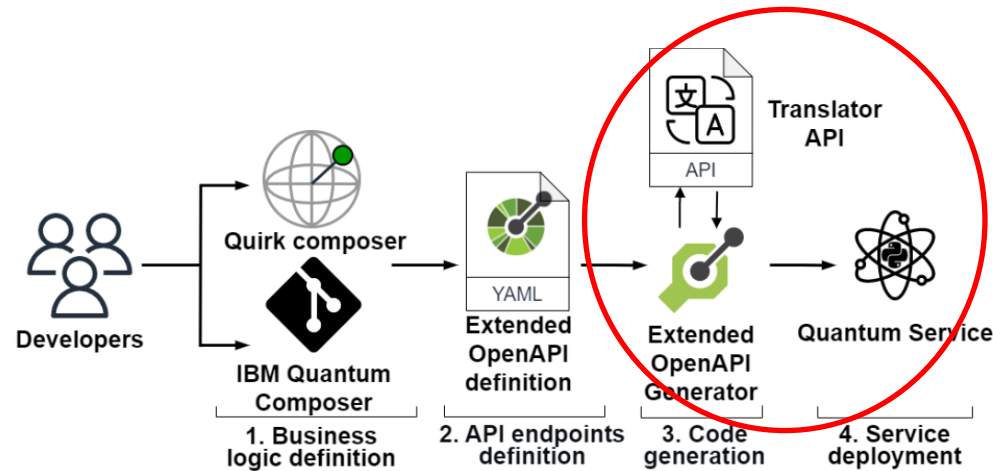 Developers
Quirk composer
IBM Quantum
Composer
1. Business
logic definition
YAML
Extended
OpenAPI
definition
2. API endpoints
definition
文
A
API
Translator
API
Extended
OpenAPI
Generator
3. Code
generation
Quantum Service
4. Service
deployment